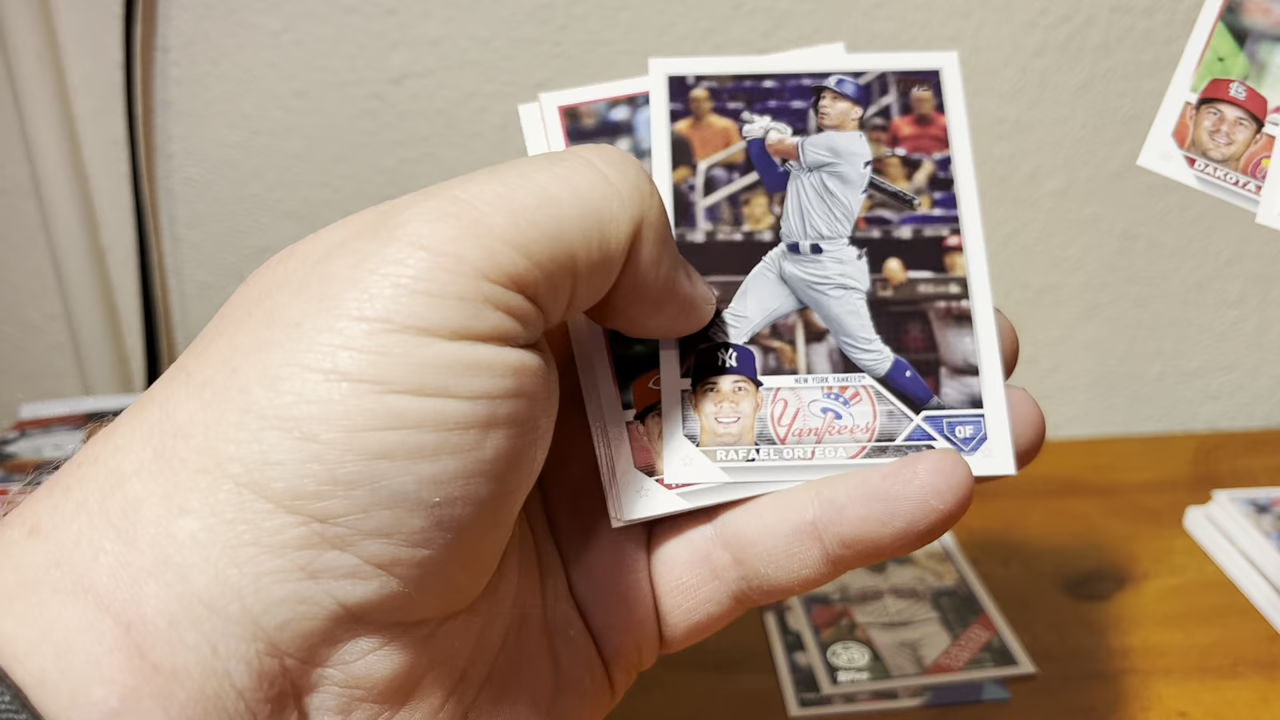 NEW YORK YANKEES
NY
Yankees
OF
RAFAEL ORTEGA
DAKOTA